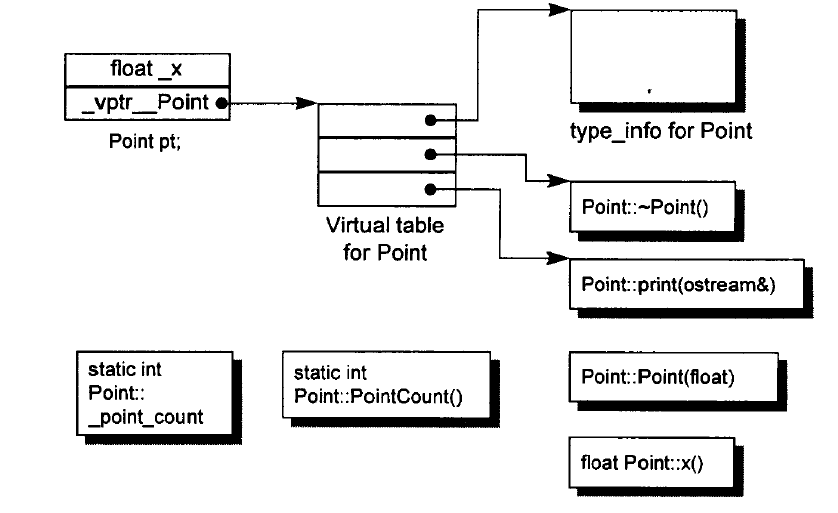 float _x
_vptr__Point
Point pt;
Virtual table
for Point
type_info for Point
Point::~Point()
Point::print(ostream&)
static int
Point::
_point_count
static int
Point::PointCount()
Point::Point(float)
float Point::x()